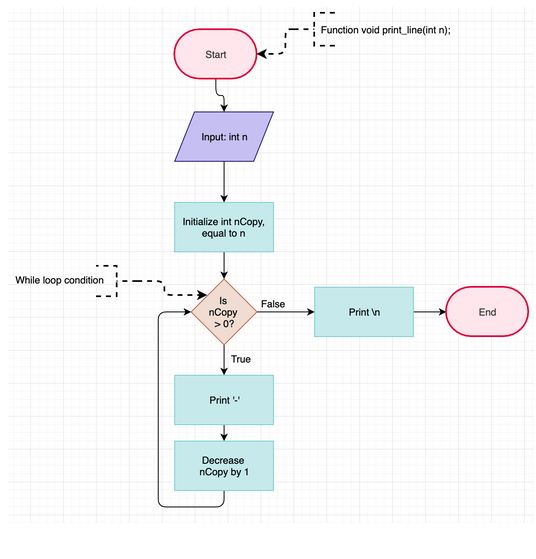 Function void print_line(int n);
Start
Input: int n
Initialize int nCopy,
equal to n
While loop condition
Is
nCopy
> 0?
False
Print \n
End
True
Print '-'
Decrease
nCopy by 1